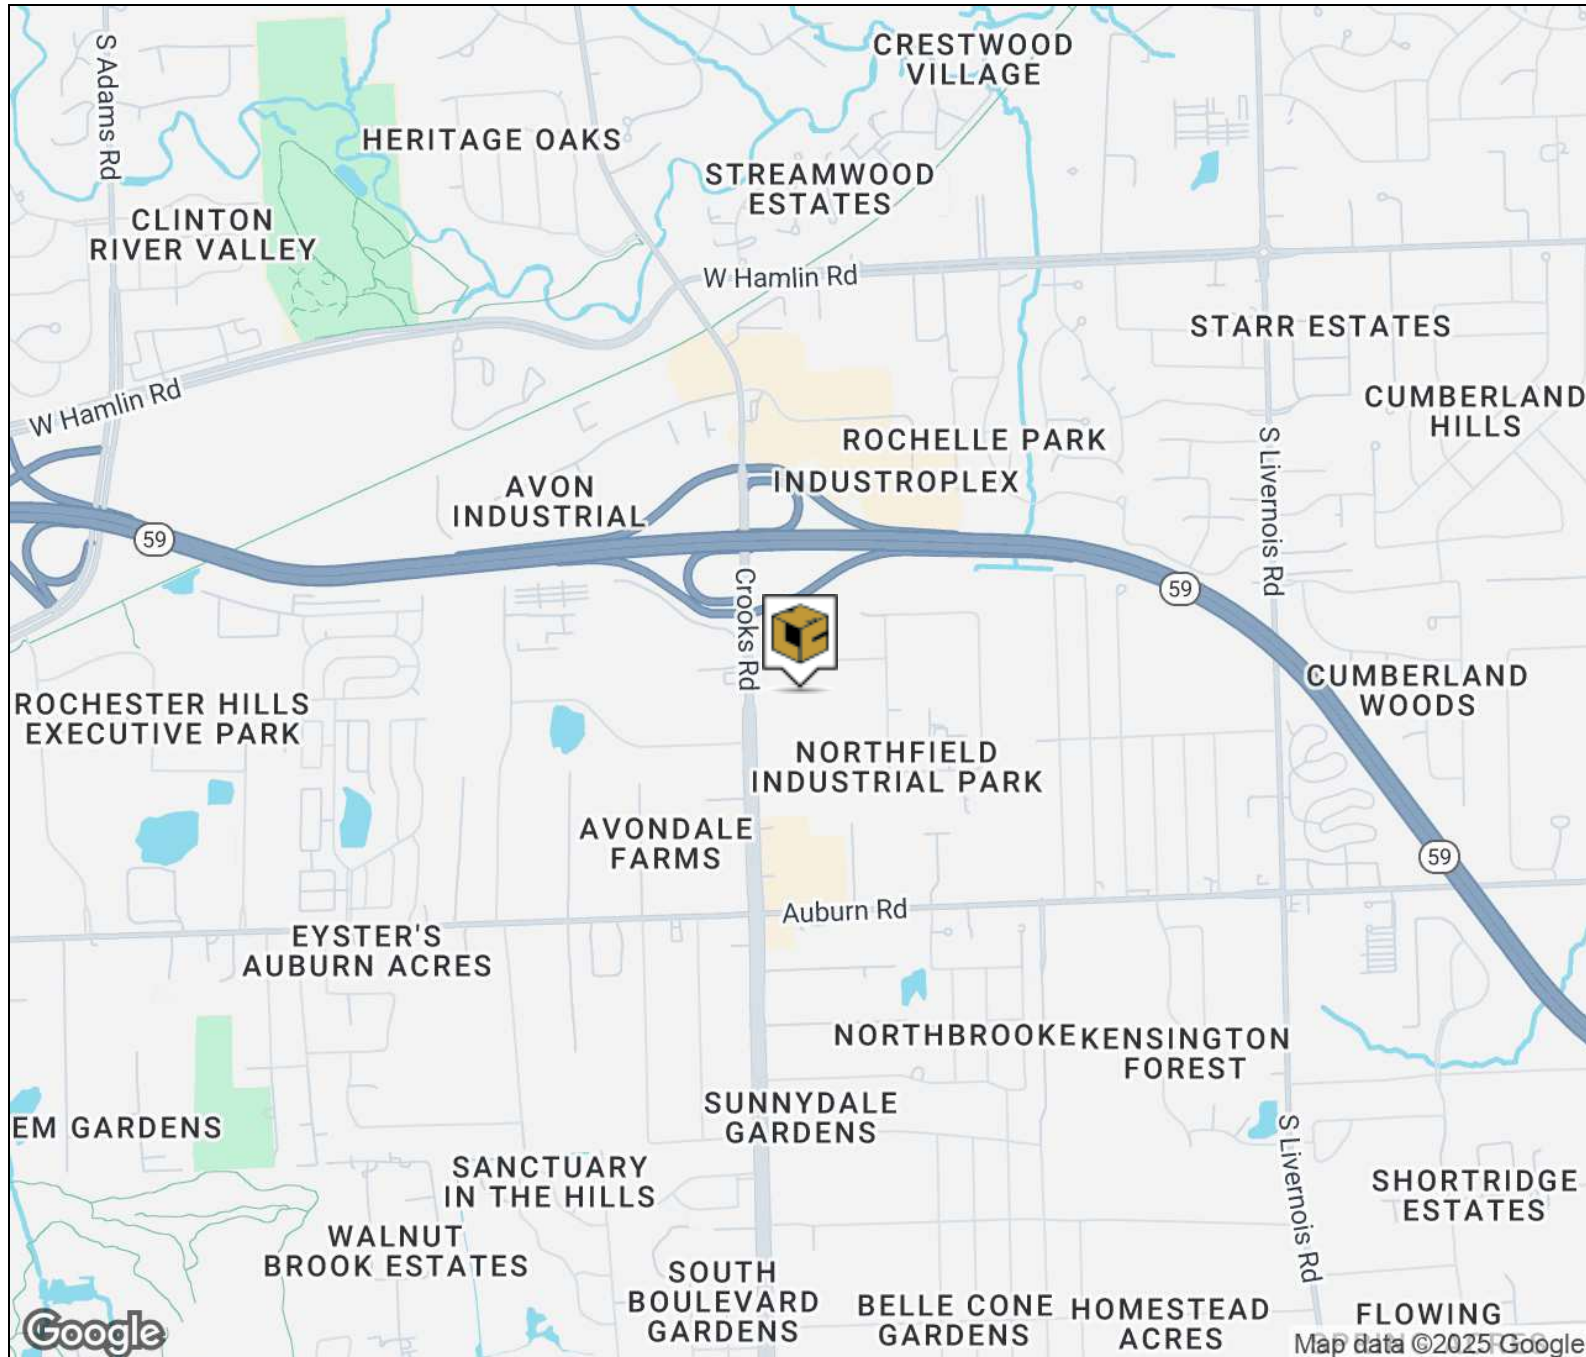 S Adams Rd
CRESTWOOD
VILLAGE
HERITAGE OAKS
STREAMWOOD
ESTATES
CLINTON
RIVER VALLEY
W Hamlin Rd
STARR ESTATES
W Hamlin Rd
CUMBERLAND
HILLS
ROCHELLE PARK
S Livernois Rd
AVON
INDUSTRIAL
INDUSTROPLEX
59
59
Crooks Rd
ROCHESTER HILLS
EXECUTIVE PARK
CUMBERLAND
WOODS
NORTHFIELD
INDUSTRIAL PARK
AVONDALE
FARMS
59
Auburn Rd
EYSTER'S
AUBURN ACRES
NORTHBROOKE
KENSINGTON
FOREST
EM GARDENS
SUNNYDALE
GARDENS
S Livernois Rd
SANCTUARY
IN THE HILLS
SHORTRIDGE
ESTATES
WALNUT
BROOK ESTATES
SOUTH
BOULEVARD
GARDENS
BELLE CONE
GARDENS
HOMESTEAD
ACRES
FLOWING
Google
Map data ©2025 Google